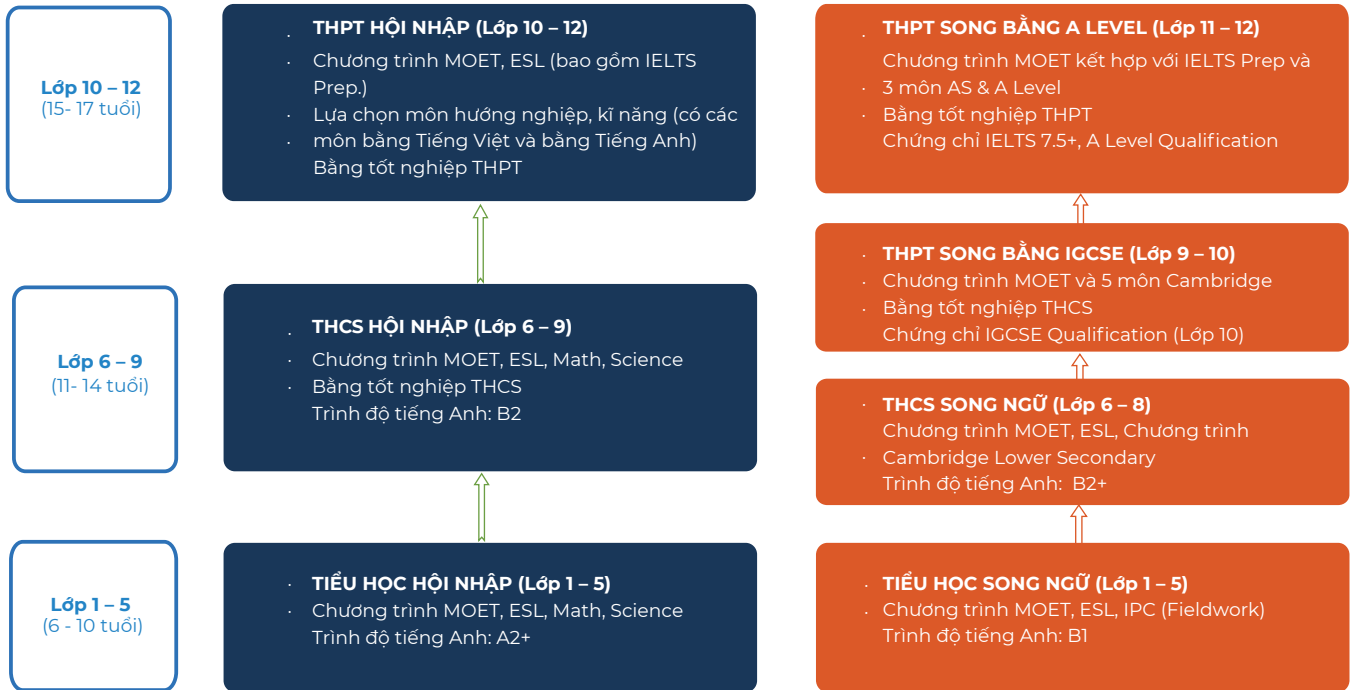 Lớp 10 – 12
(15- 17 tuổi)
THPT HỘI NHẬP (Lớp 10 – 12)
Chương trình MOET, ESL (bao gồm IELTS
Prep.)
Lựa chọn môn hướng nghiệp, kĩ năng (có các
môn bằng Tiếng Việt và bằng Tiếng Anh)
Bằng tốt nghiệp THPT
THPT SONG BẰNG A LEVEL (Lớp 11 – 12)
Chương trình MOET kết hợp với IELTS Prep và
3 môn AS & A Level
Bằng tốt nghiệp THPT
Chứng chỉ IELTS 7.5+, A Level Qualification
THPT SONG BẰNG IGCSE (Lớp 9 – 10)
Chương trình MOET và 5 môn Cambridge
Bằng tốt nghiệp THCS
Chứng chỉ IGCSE Qualification (Lớp 10)
Lớp 6 – 9
(11- 14 tuổi)
THCS HỘI NHẬP (Lớp 6 – 9)
Chương trình MOET, ESL, Math, Science
Bằng tốt nghiệp THCS
Trình độ tiếng Anh: B2
THCS SONG NGỮ (Lớp 6 – 8)
Chương trình MOET, ESL, Chương trình
Cambridge Lower Secondary
Trình độ tiếng Anh: B2+
Lớp 1 – 5
(6 - 10 tuổi)
TIỂU HỌC HỘI NHẬP (Lớp 1 – 5)
Chương trình MOET, ESL, Math, Science
Trình độ tiếng Anh: A2+
TIỂU HỌC SONG NGỮ (Lớp 1 – 5)
Chương trình MOET, ESL, IPC (Fieldwork)
Trình độ tiếng Anh: B1